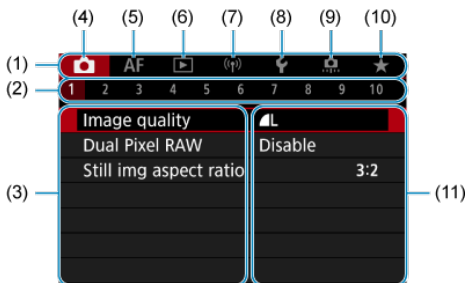 (4) (5) (6) (7) (8) (9) (10)
(1) AF
(2) 1 2 3 4 5 6 7 8 9 10
Image quality L
Dual Pixel RAW Disable
Still img aspect ratio 3:2
(3) (11)